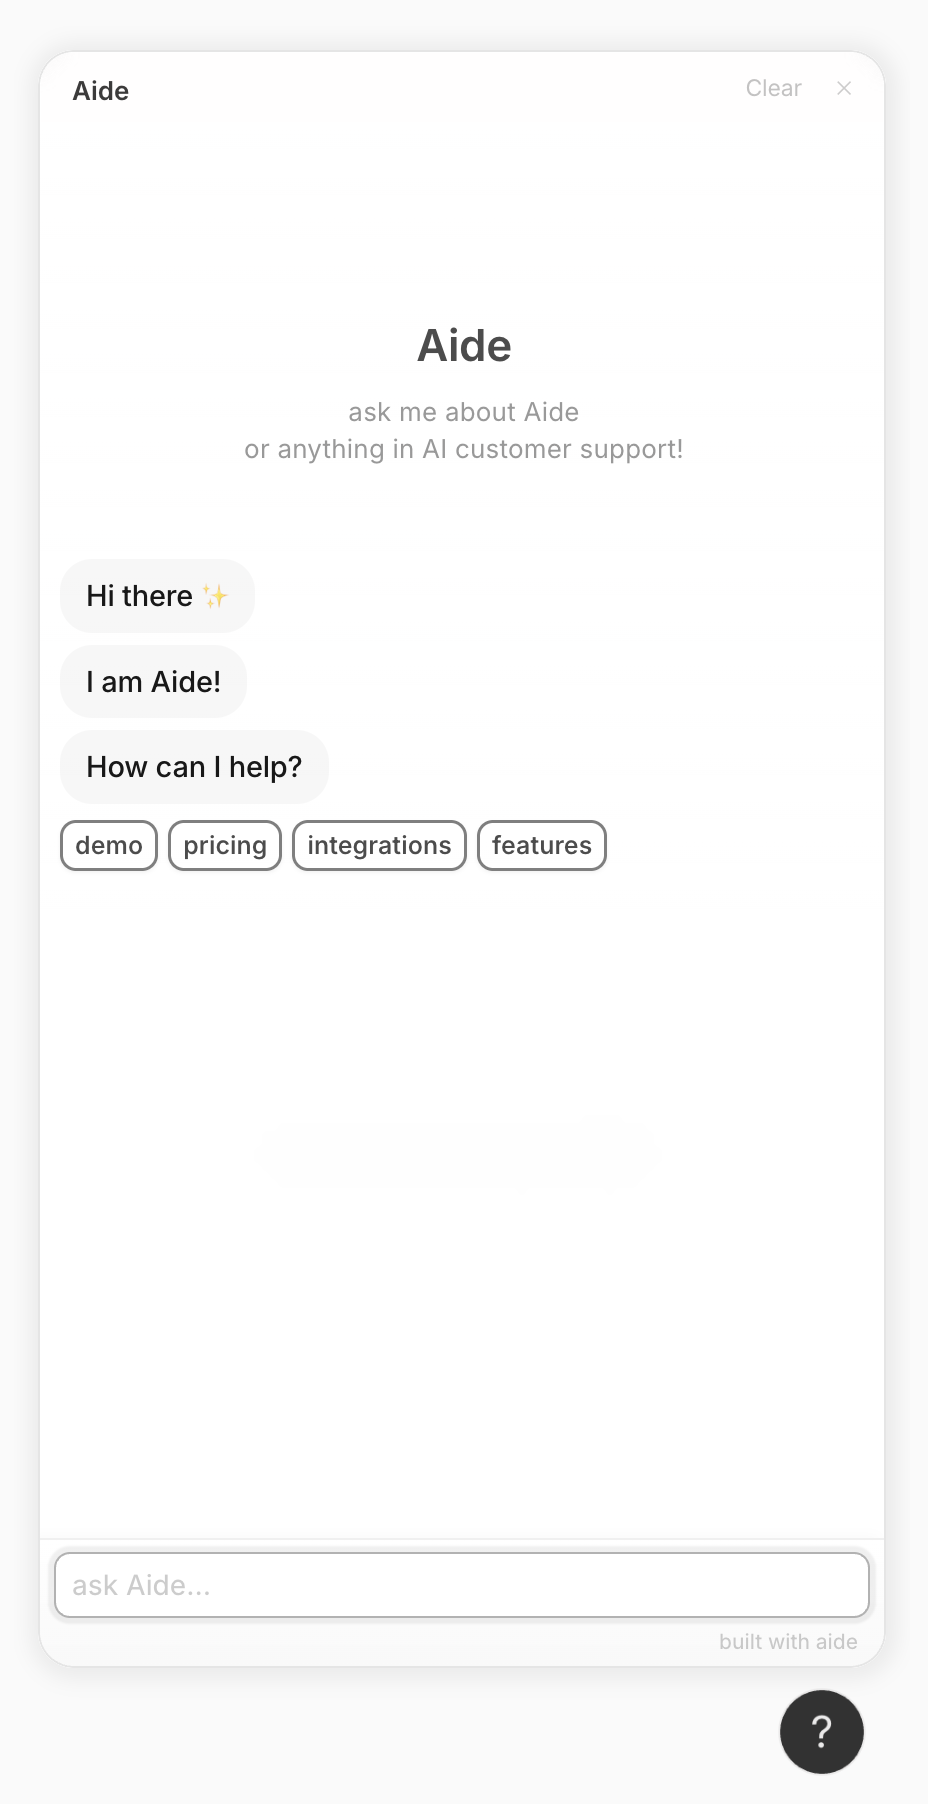 Aide
Clear ×
Aide
ask me about Aide
or anything in AI customer support!
Hi there ✨
I am Aide!
How can I help?
demo pricing integrations features
ask Aide...
built with aide
?